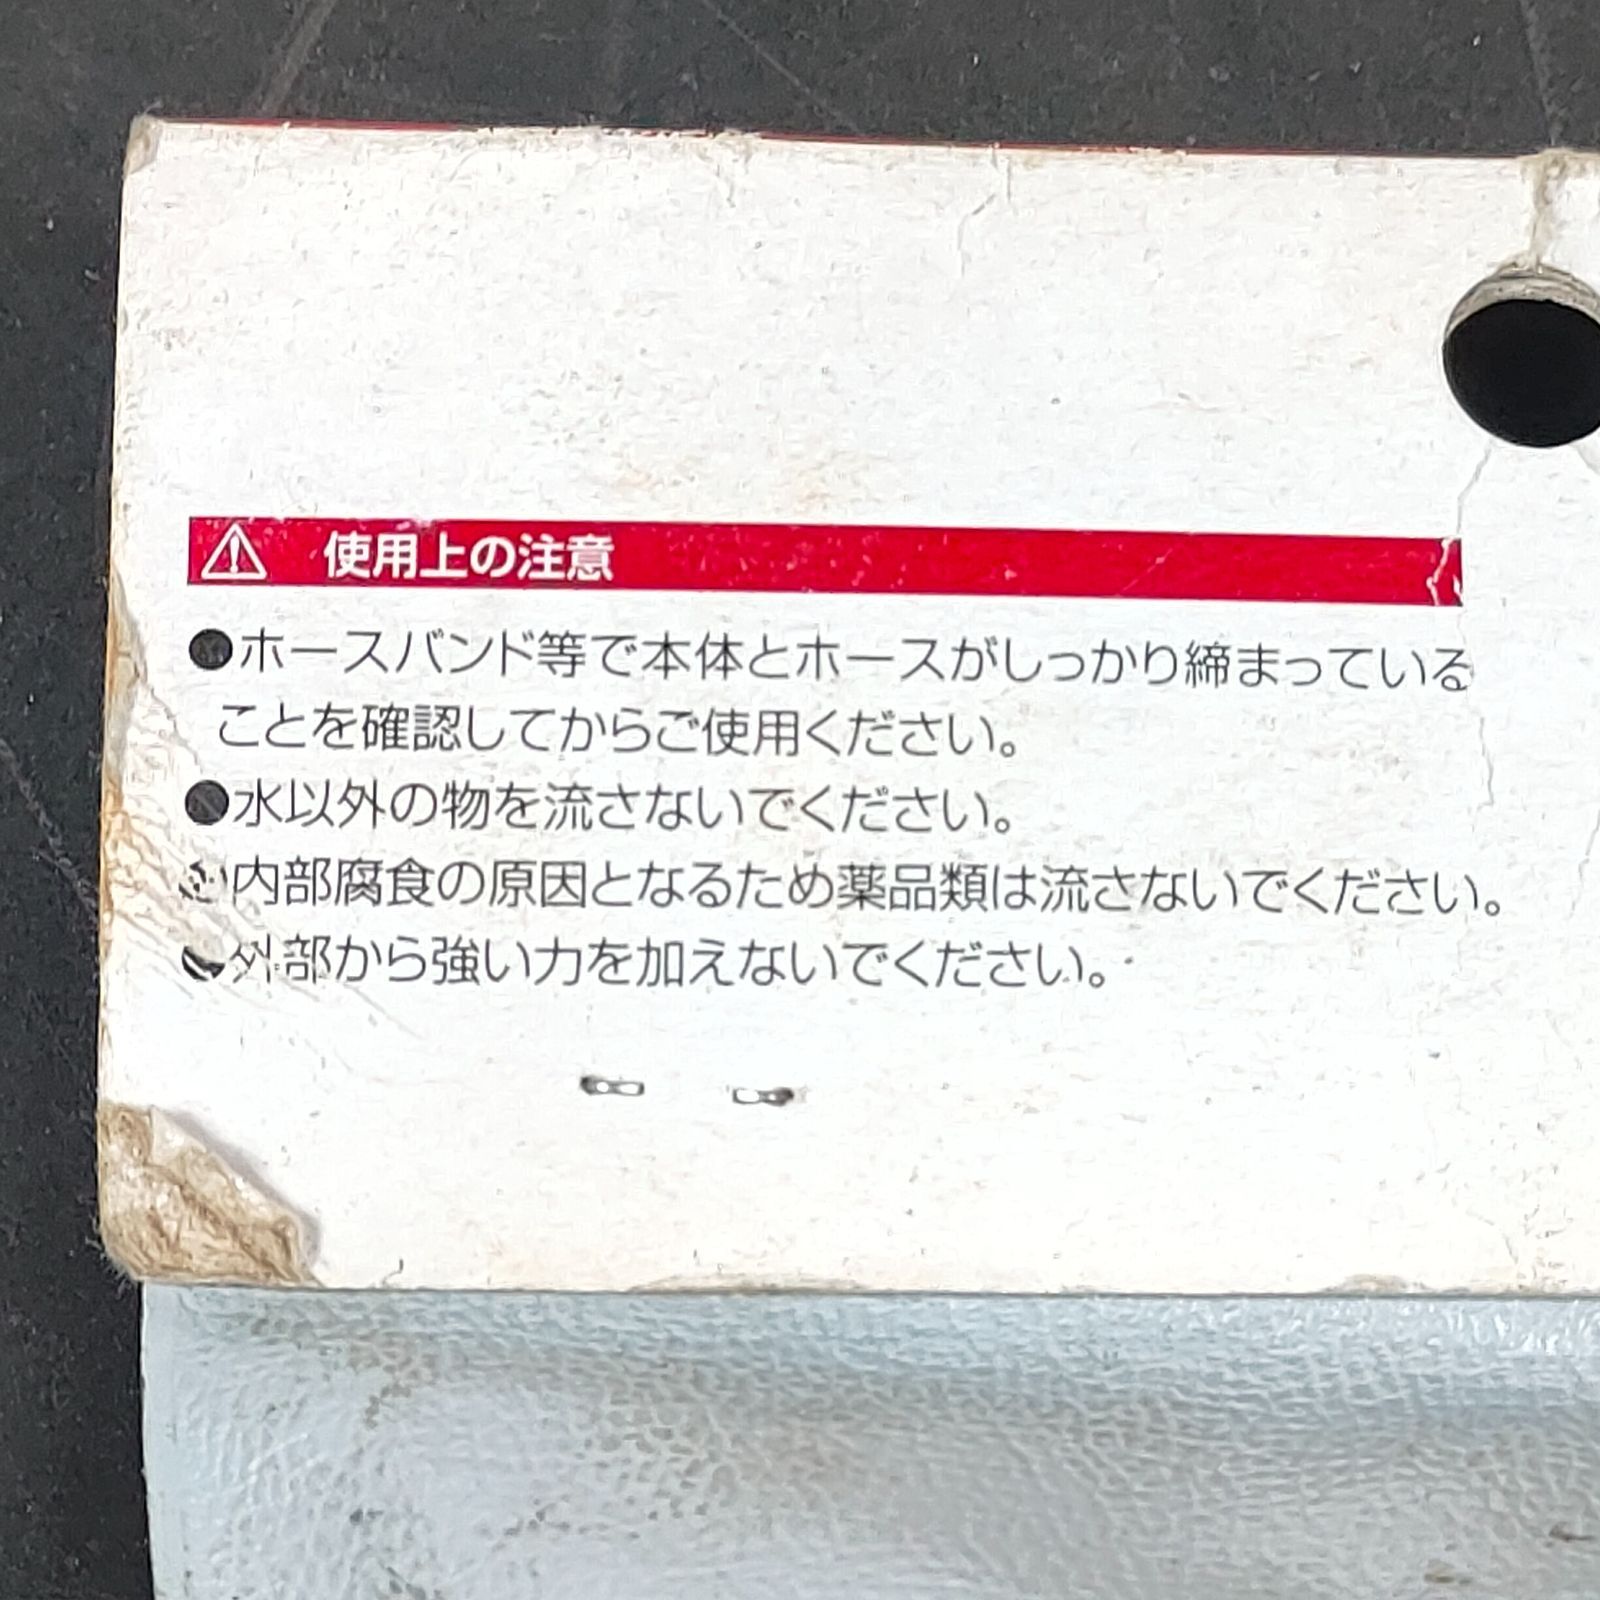 使用上の注意
●ホースバンド等で本体とホースがしっかり締まっている
ことを確認してからご使用ください。
●水以外の物を流さないでください。
●内部腐食の原因となるため薬品類は流さないでください。
●外部から強い力を加えないでください。